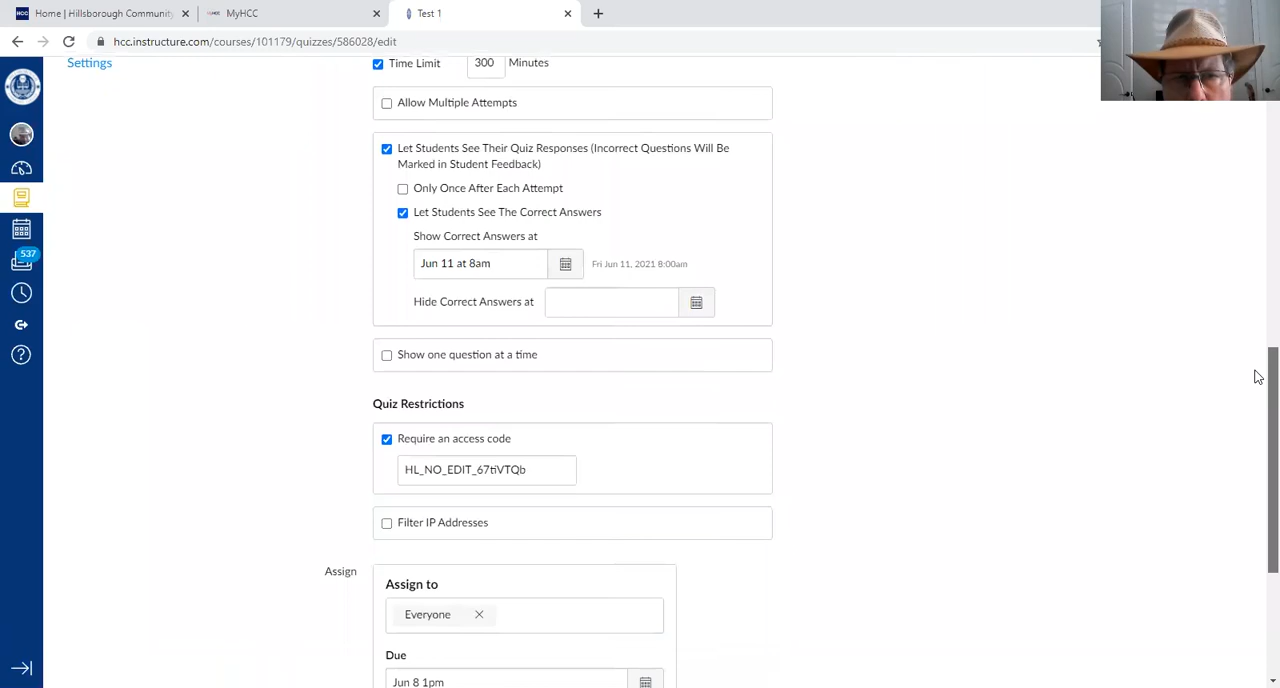 Home | Hillsborough Community
MyHCC
Test 1
hcc.instructure.com/courses/101179/quizzes/586028/edit
Settings
Time Limit 300 Minutes
Allow Multiple Attempts
Let Students See Their Quiz Responses (Incorrect Questions Will Be
Marked in Student Feedback)
Only Once After Each Attempt
Let Students See The Correct Answers
Show Correct Answers at
Jun 11 at 8am
Fri Jun 11, 2021 8:00am
Hide Correct Answers at
Show one question at a time
Quiz Restrictions
Require an access code
HL_NO_EDIT_67tiVTQb
Filter IP Addresses
Assign
Assign to
Everyone
Due
Jun 8 1pm
537